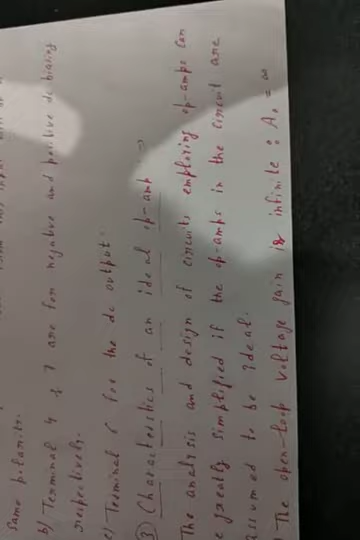 same polarity.
b) Terminal 4 & 7 are for negative and positive dc biasing
respectively.
c) Terminal 6 for the dc output.
3) Characteristics of an ideal op-amp :→
The analysis and design of circuits employing op-amps can
e greatly simplified if the op-amps in the circuit are
assumed to be ideal.
) The open-loop voltage gain is infinite : A₀ = ∞